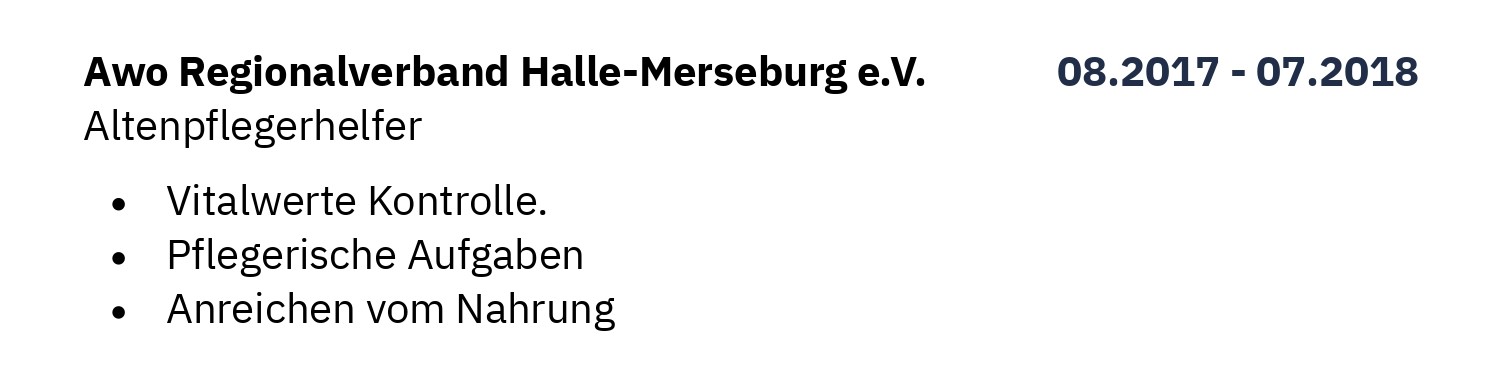 Awo Regionalverband Halle-Merseburg e.V. 08.2017 - 07.2018
Altenpflegerhelfer
• Vitalwerte Kontrolle.
• Pflegerische Aufgaben
• Anreichen vom Nahrung